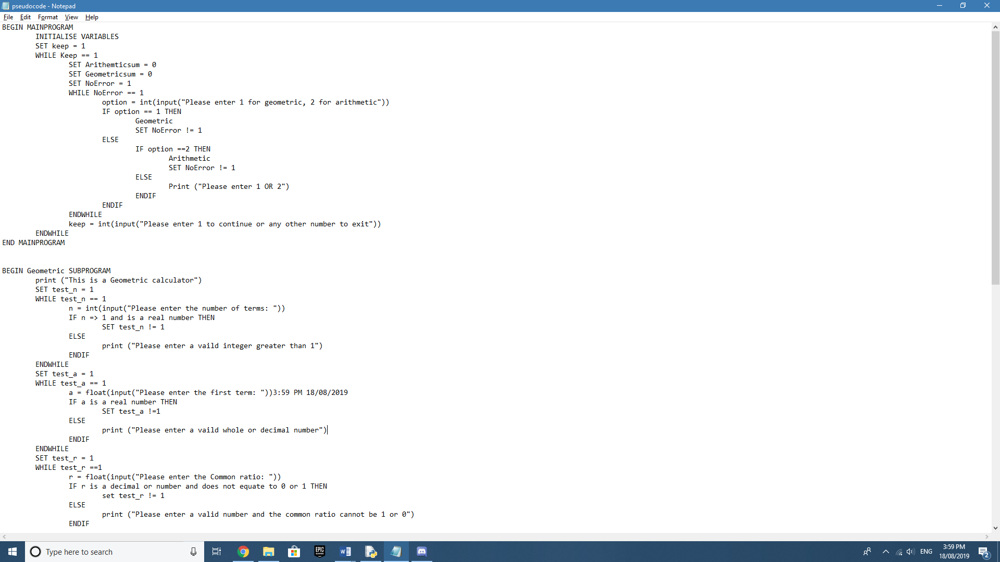 pseudocode - Notepad
File Edit Format View Help
BEGIN MAINPROGRAM
INITIALISE VARIABLES
SET keep = 1
WHILE Keep == 1
SET Arithemticsum = 0
SET Geometricsum = 0
SET NoError = 1
WHILE NoError == 1
option = int(input("Please enter 1 for geometric, 2 for arithmetic"))
IF option == 1 THEN
Geometric
SET NoError != 1
ELSE
IF option ==2 THEN
Arithmetic
SET NoError != 1
ELSE
Print ("Please enter 1 OR 2")
ENDIF
ENDIF
ENDWHILE
keep = int(input("Please enter 1 to continue or any other number to exit"))
ENDWHILE
END MAINPROGRAM
BEGIN Geometric SUBPROGRAM
print ("This is a Geometric calculator")
SET test_n = 1
WHILE test_n == 1
n = int(input("Please enter the number of terms: "))
IF n => 1 and is a real number THEN
SET test_n != 1
ELSE
print ("Please enter a vaild integer greater than 1")
ENDIF
ENDWHILE
SET test_a = 1
WHILE test_a == 1
a = float(input("Please enter the first term: "))3:59 PM 18/08/2019
IF a is a real number THEN
SET test_a !=1
ELSE
print ("Please enter a vaild whole or decimal number")
ENDIF
ENDWHILE
SET test_r = 1
WHILE test_r ==1
r = float(input("Please enter the Common ratio: "))
IF r is a decimal or number and does not equate to 0 or 1 THEN
set test_r != 1
ELSE
print ("Please enter a valid number and the common ratio cannot be 1 or 0")
ENDIF
Type here to search
EPIC GAMES
ENG
3:59 PM
18/08/2019
2